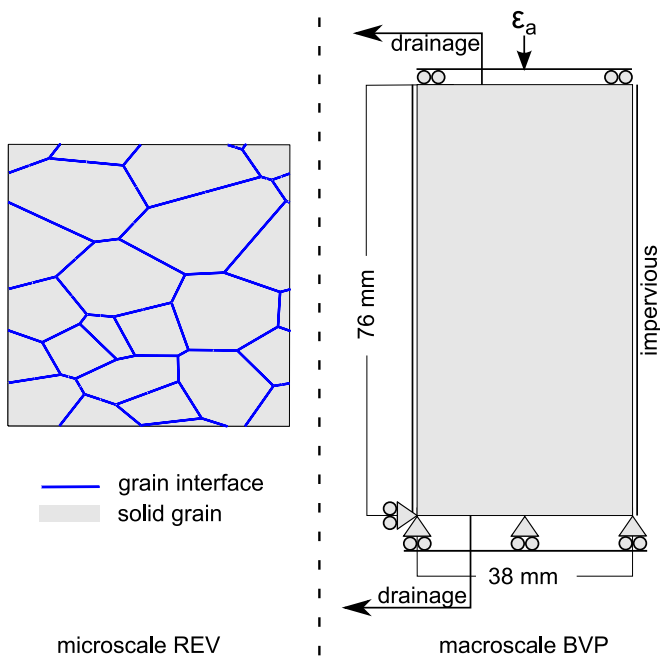 grain interface
solid grain
microscale REV
εₐ
drainage
76 mm
impervious
38 mm
drainage
macroscale BVP